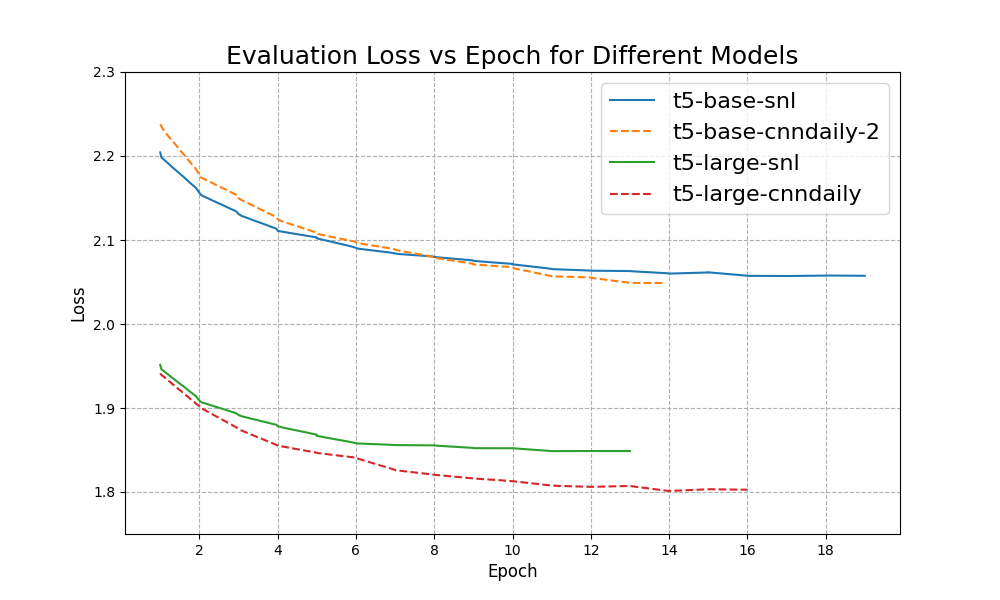 Evaluation Loss vs Epoch for Different Models
2.3
2.2
2.1
2.0
1.9
1.8
Loss
t5-base-snl
t5-base-cnndaily-2
t5-large-snl
t5-large-cnndaily
2 4 6 8 10 12 14 16 18
Epoch